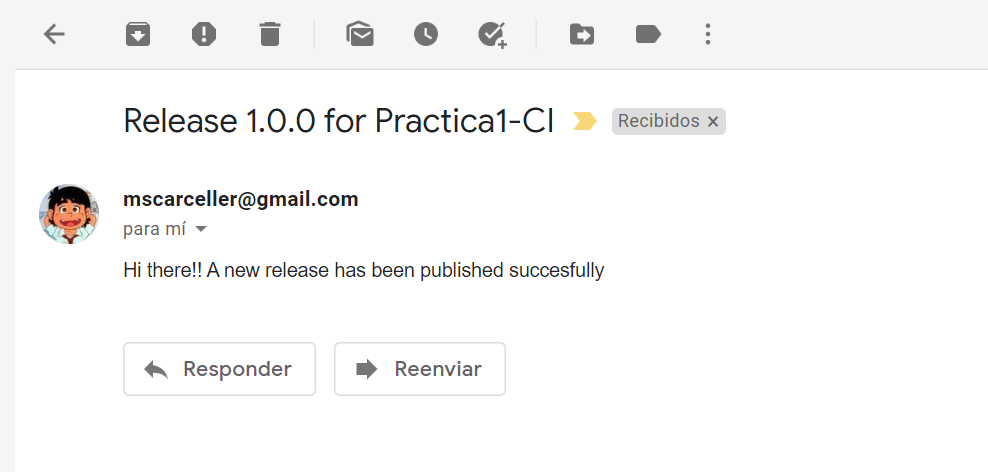 Release 1.0.0 for Practica1-CI Recibidos ×
mscarceller@gmail.com
para mí
Hi there!! A new release has been published succesfully
Responder Reenviar